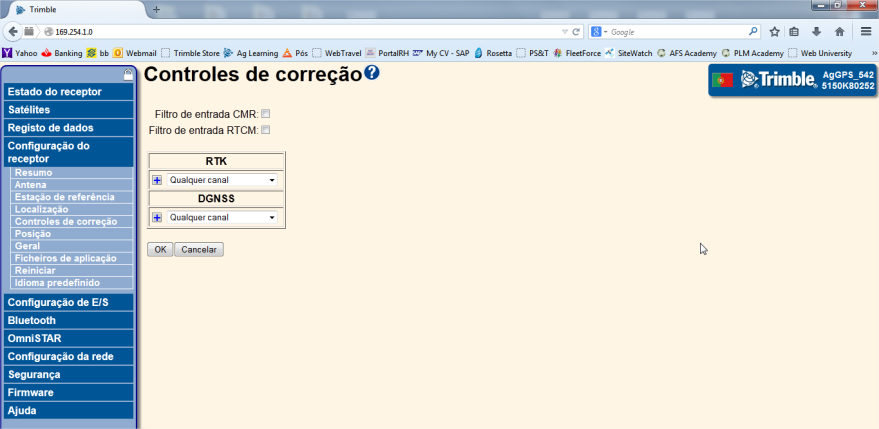 Trimble
169.254.1.0
Google
Yahoo Banking bb Webmail Trimble Store Ag Learning Pós WebTravel PortalRH My CV - SAP Rosetta PS&T FleetForce SiteWatch AFS Academy PLM Academy Web University »
Estado do receptor
Satélites
Registo de dados
Configuração do
receptor
Resumo
Antena
Estação de referência
Localização
Controles de correção
Posição
Geral
Ficheiros de aplicação
Reiniciar
Idioma predefinido
Configuração de E/S
Bluetooth
OmniSTAR
Configuração da rede
Segurança
Firmware
Ajuda
Controles de correção
Filtro de entrada CMR:
Filtro de entrada RTCM:
RTK
Qualquer canal
DGNSS
Qualquer canal
OK Cancelar
Trimble
AgGPS_542
5150K80252